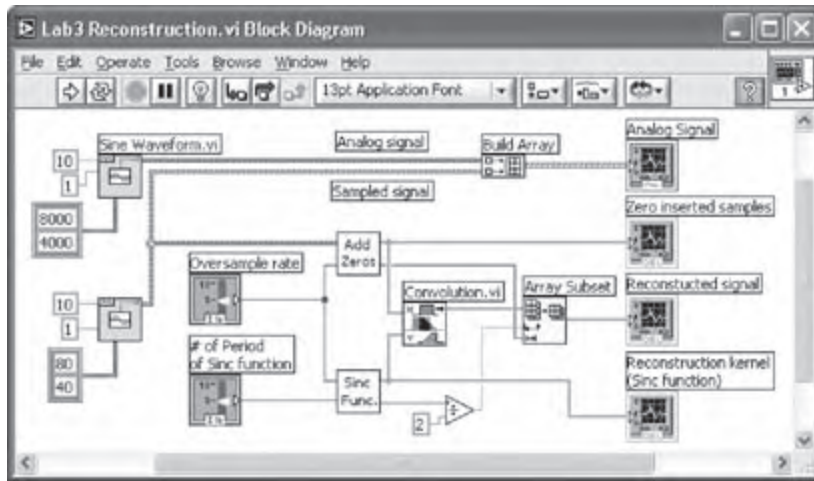 Lab3 Reconstruction.vi Block Diagram
File Edit Operate Tools Browse Window Help
13pt Application Font
Sine Waveform.vi
Analog signal
Build Array
Analog Signal
10
1
Sampled signal
8000
4000
Zero inserted samples
Add
Zeros
Oversample rate
10
1
Convolution.vi
Array Subset
Reconstucted signal
80
40
# of Period
of Sinc function
Sinc
Func.
2
Reconstruction kernel
(Sinc function)